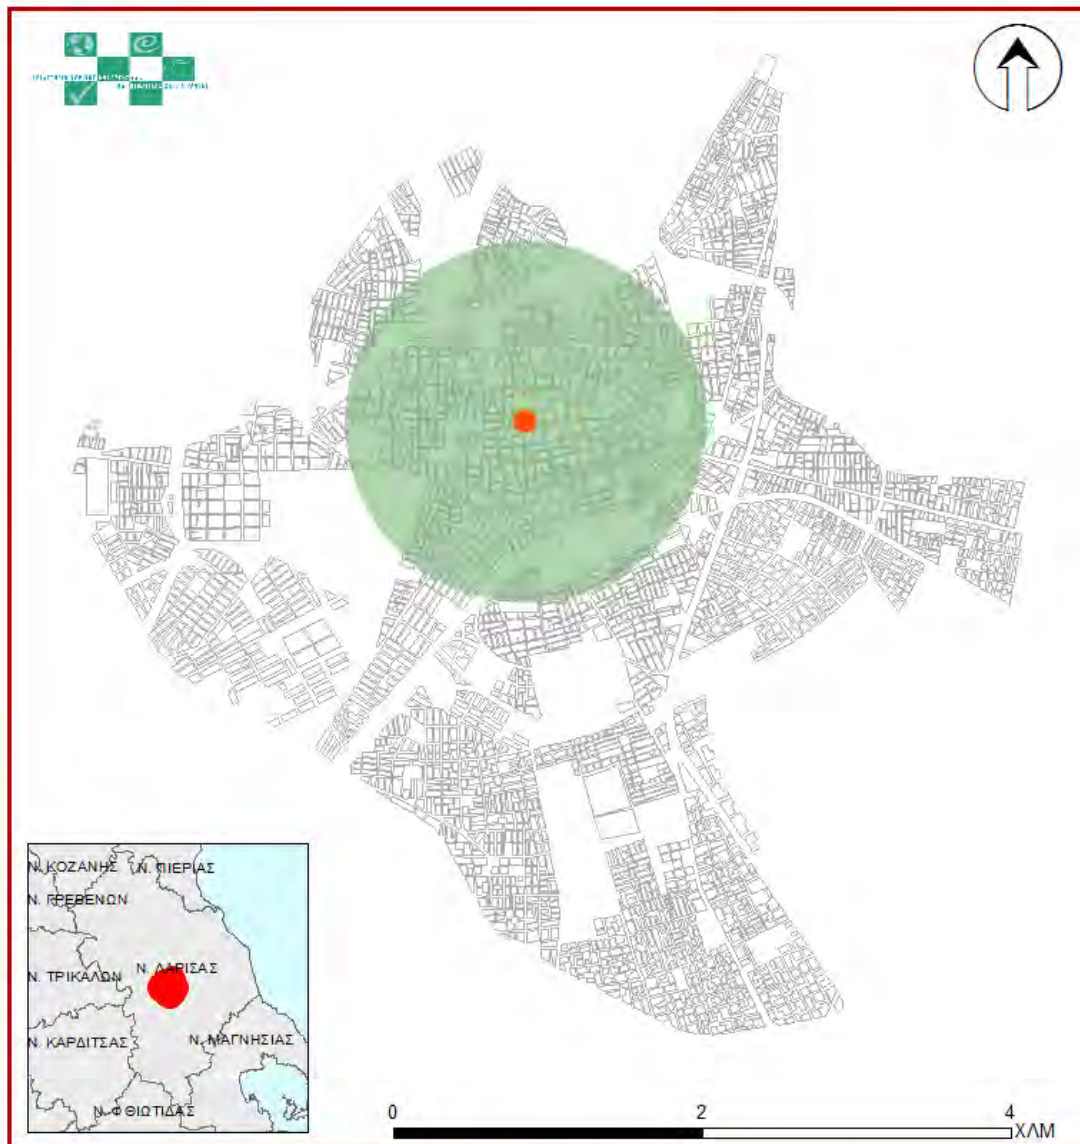 Ν. ΚΟΖΑΝΗΣ
Ν. ΠΙΕΡΙΑΣ
Ν. ΓΡΕΒΕΝΩΝ
Ν. ΤΡΙΚΑΛΩΝ
Ν. ΛΑΡΙΣΑΣ
Ν. ΚΑΡΔΙΤΣΑΣ
Ν. ΜΑΓΝΗΣΙΑΣ
Ν. ΦΘΙΩΤΙΔΑΣ
0 2 4
ΧΛΜ